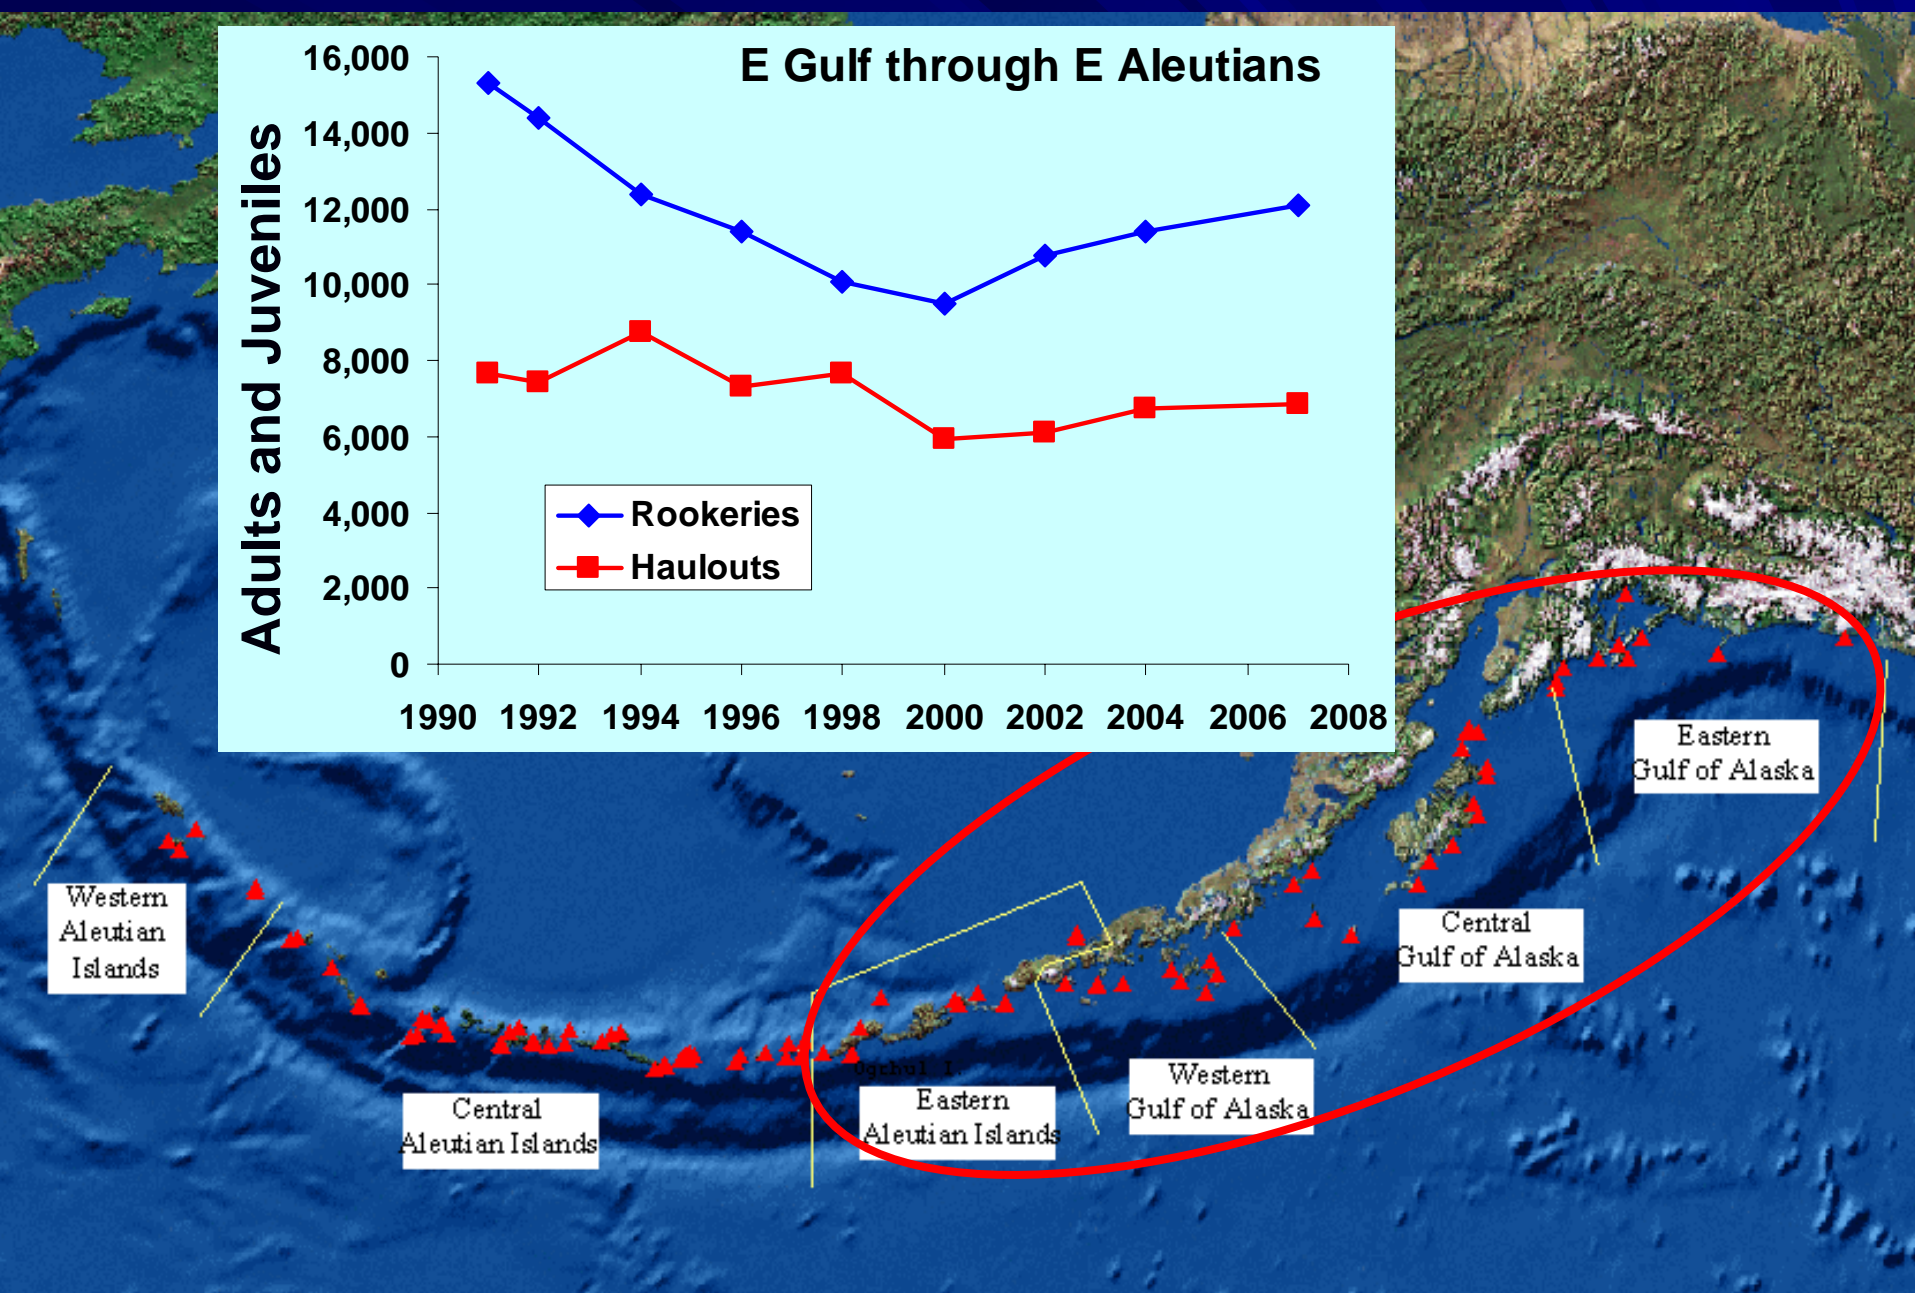 E Gulf through E Aleutians
Adults and Juveniles
16,000
14,000
12,000
10,000
8,000
6,000
4,000
2,000
0
Rookeries
Haulouts
1990 1992 1994 1996 1998 2000 2002 2004 2006 2008
Eastern
Gulf of Alaska
Western
Aleutian
Islands
Central
Gulf of Alaska
Western
Gulf of Alaska
Eastern
Aleutian Islands
Central
Aleutian Islands